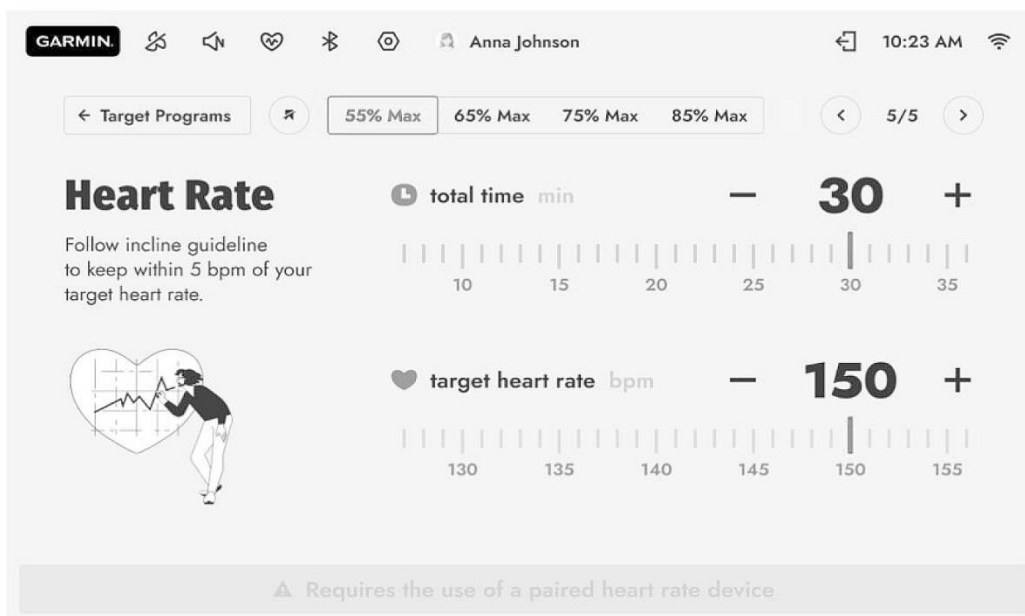 GARMIN. Anna Johnson 10:23 AM
← Target Programs 55% Max 65% Max 75% Max 85% Max < 5/5 >
Heart Rate
Follow incline guideline
to keep within 5 bpm of your
target heart rate.
total time min — 30 +
10 15 20 25 30 35
target heart rate bpm — 150 +
130 135 140 145 150 155
Requires the use of a paired heart rate device